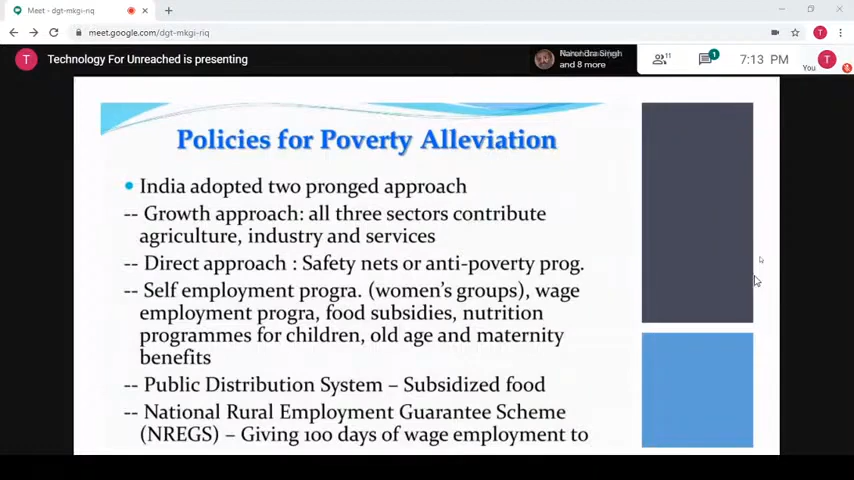 Meet - dgt-mkgi-riq
meet.google.com/dgt-mkgi-riq
T
T Technology For Unreached is presenting
Narendra Singh
and 8 more
11
1
7:13 PM
You
T
Policies for Poverty Alleviation
• India adopted two pronged approach
-- Growth approach: all three sectors contribute
agriculture, industry and services
-- Direct approach : Safety nets or anti-poverty prog.
-- Self employment progra. (women's groups), wage
employment progra, food subsidies, nutrition
programmes for children, old age and maternity
benefits
-- Public Distribution System – Subsidized food
-- National Rural Employment Guarantee Scheme
(NREGS) – Giving 100 days of wage employment to